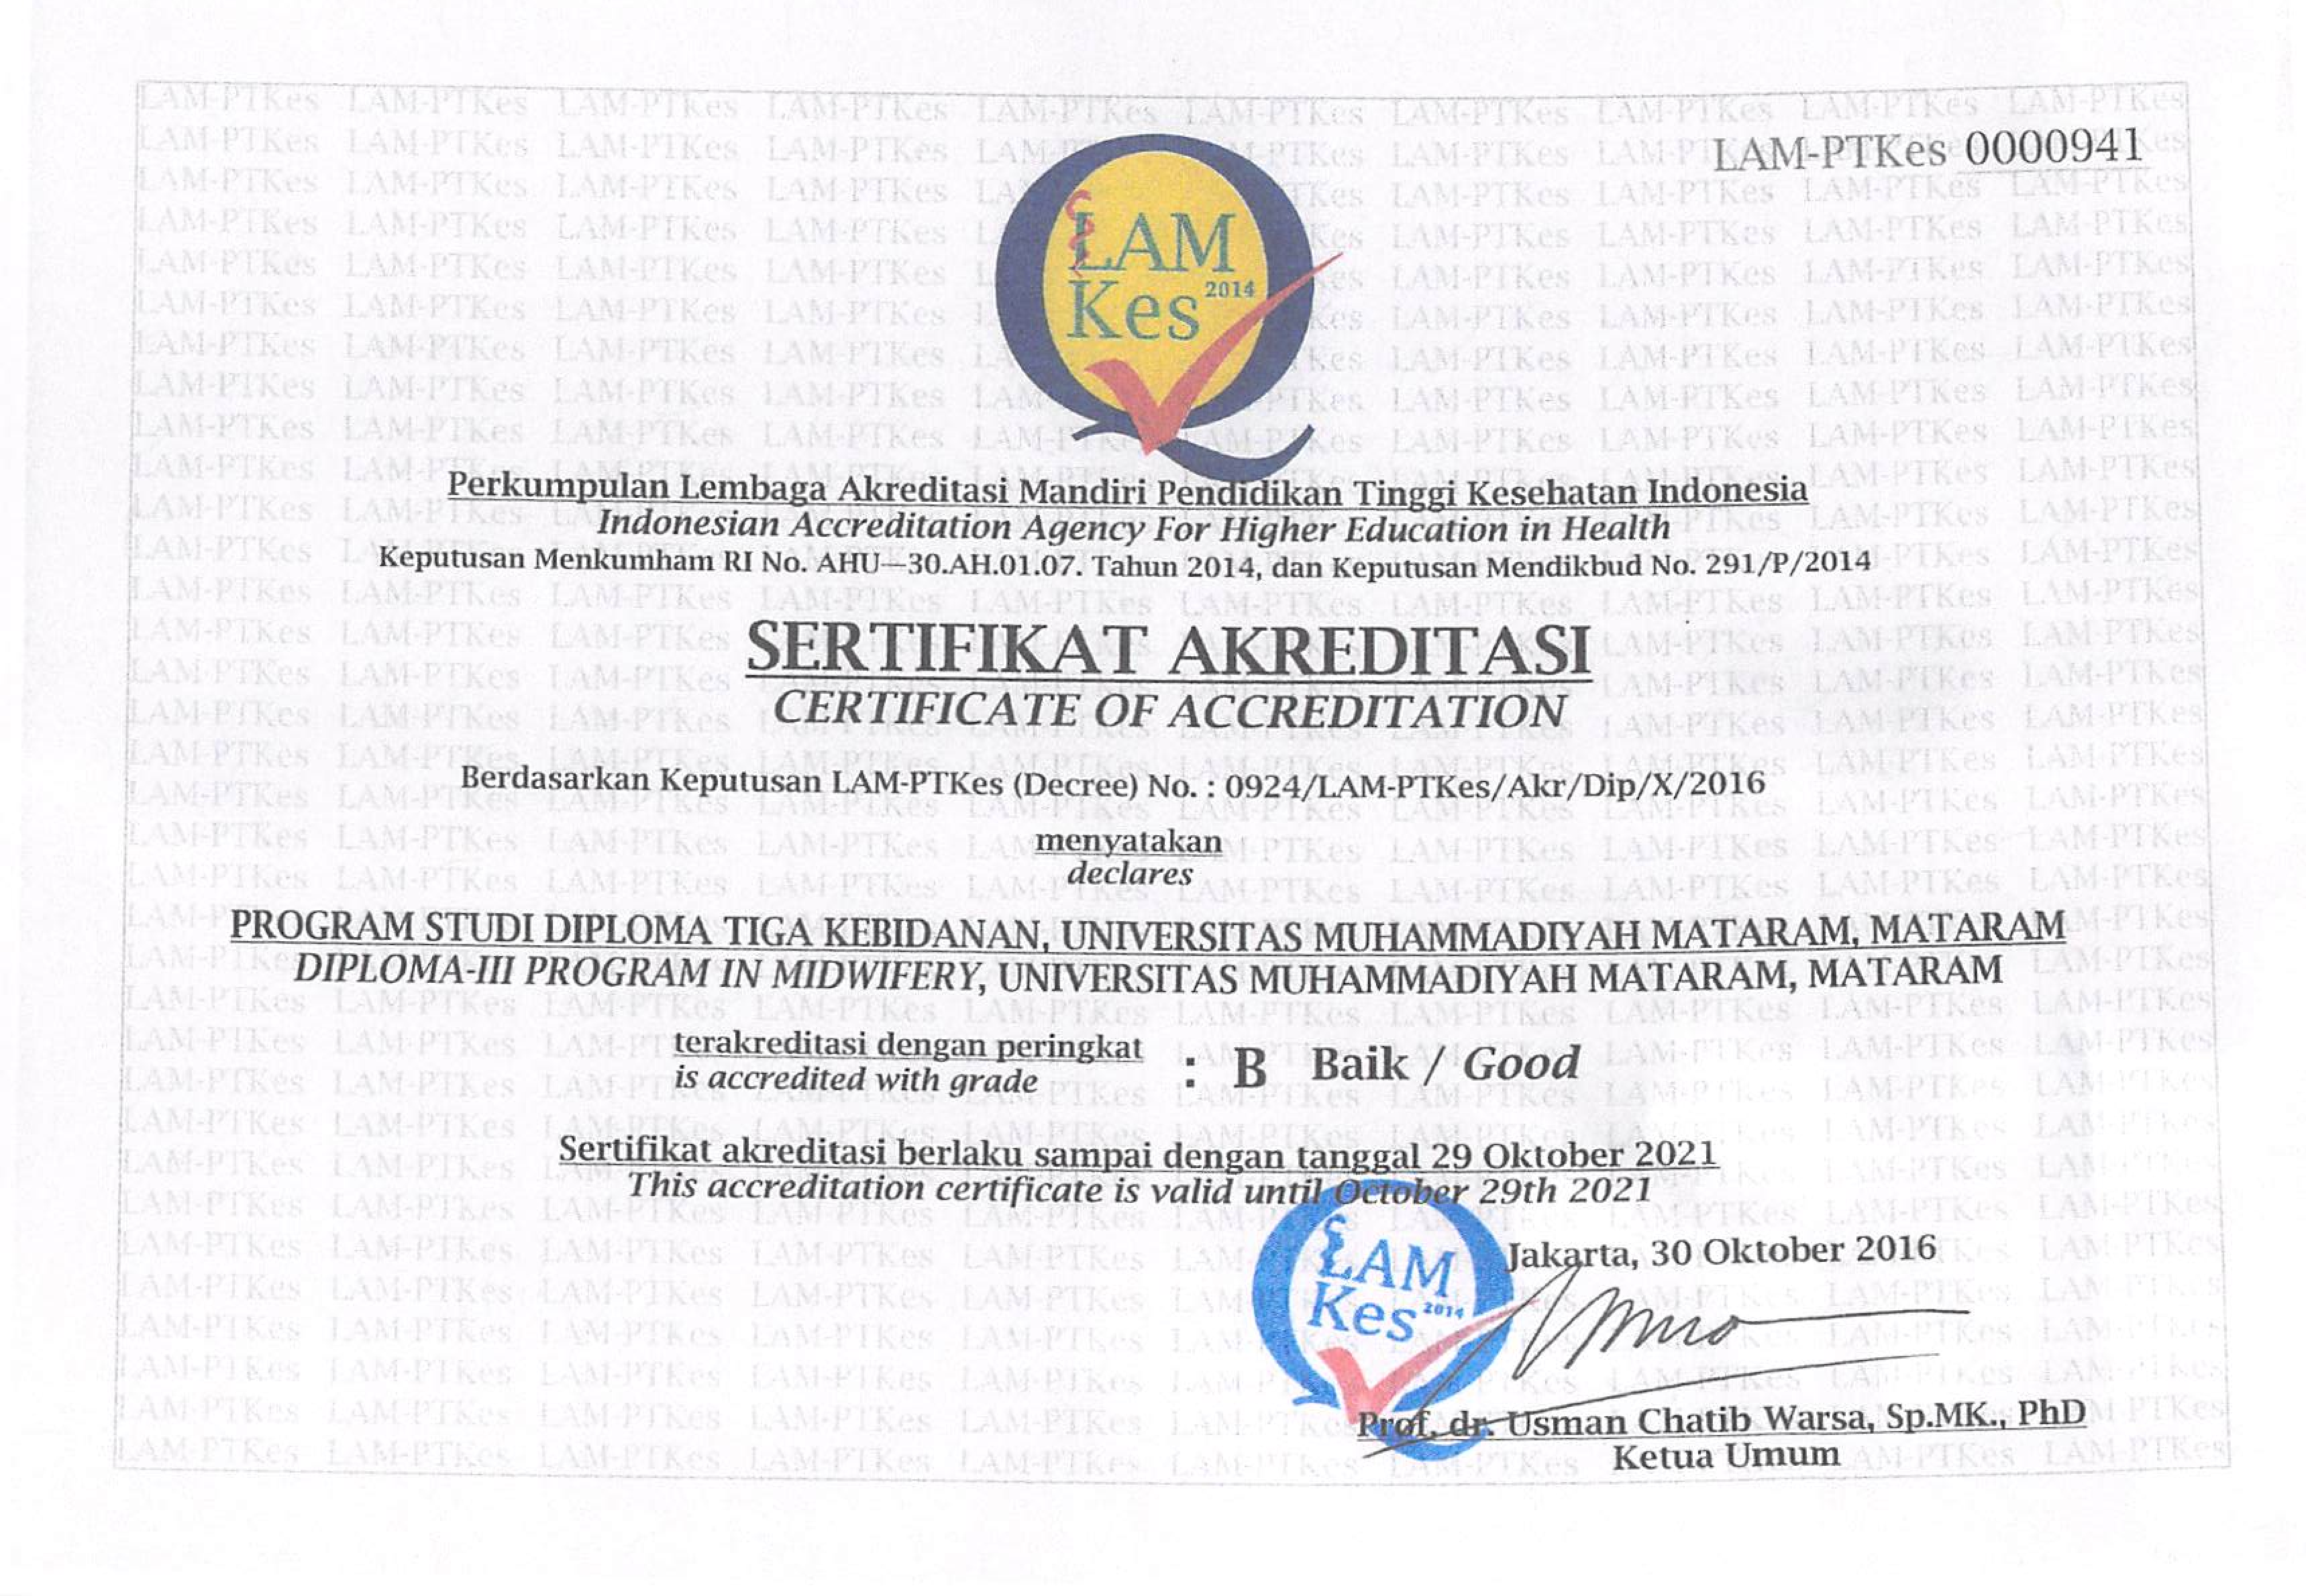 LAM-PTKes 0000941
LAM
Kes 2014
Perkumpulan Lembaga Akreditasi Mandiri Pendidikan Tinggi Kesehatan Indonesia
Indonesian Accreditation Agency For Higher Education in Health
Keputusan Menkumham RI No. AHU—30.AH.01.07. Tahun 2014, dan Keputusan Mendikbud No. 291/P/2014
SERTIFIKAT AKREDITASI
CERTIFICATE OF ACCREDITATION
Berdasarkan Keputusan LAM-PTKes (Decree) No. : 0924/LAM-PTKes/Akr/Dip/X/2016
menyatakan
declares
PROGRAM STUDI DIPLOMA TIGA KEBIDANAN, UNIVERSITAS MUHAMMADIYAH MATARAM, MATARAM
DIPLOMA-III PROGRAM IN MIDWIFERY, UNIVERSITAS MUHAMMADIYAH MATARAM, MATARAM
terakreditasi dengan peringkat
is accredited with grade : B Baik / Good
Sertifikat akreditasi berlaku sampai dengan tanggal 29 Oktober 2021
This accreditation certificate is valid until October 29th 2021
Jakarta, 30 Oktober 2016
LAM
Kes 2014
Prof. dr. Usman Chatib Warsa, Sp.MK., PhD
Ketua Umum